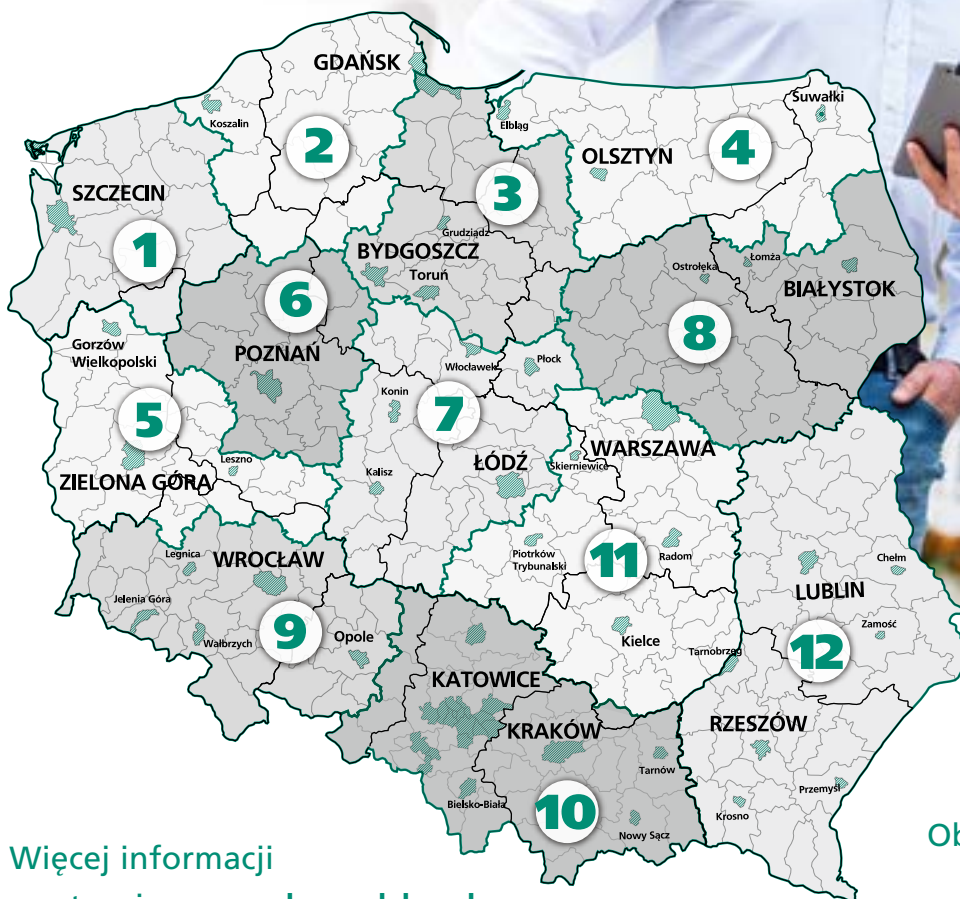 GDAŃSK
Koszalin
2
Elbląg
Suwałki
OLSZTYN
4
SZCZECIN
3
1
Grudziądz
BYDGOSZCZ
Toruń
Ostrołęka
Łomża
BIAŁYSTOK
6
8
Gorzów
Wielkopolski
POZNAŃ
Włocławek
Płock
5
Konin
7
WARSZAWA
Leszno
ZIELONA GÓRA
Kalisz
ŁÓDŹ
Skierniewice
Legnica
WROCŁAW
Piotrków
Trybunalski
11
Radom
Chełm
LUBLIN
Jelenia Góra
Wałbrzych
9
Opole
Kielce
Zamość
Tarnobrzeg
12
KATOWICE
KRAKÓW
RZESZÓW
Tarnów
Bielsko-Biała
10
Nowy Sącz
Przemyśl
Krosno
Więcej informacji
Ob